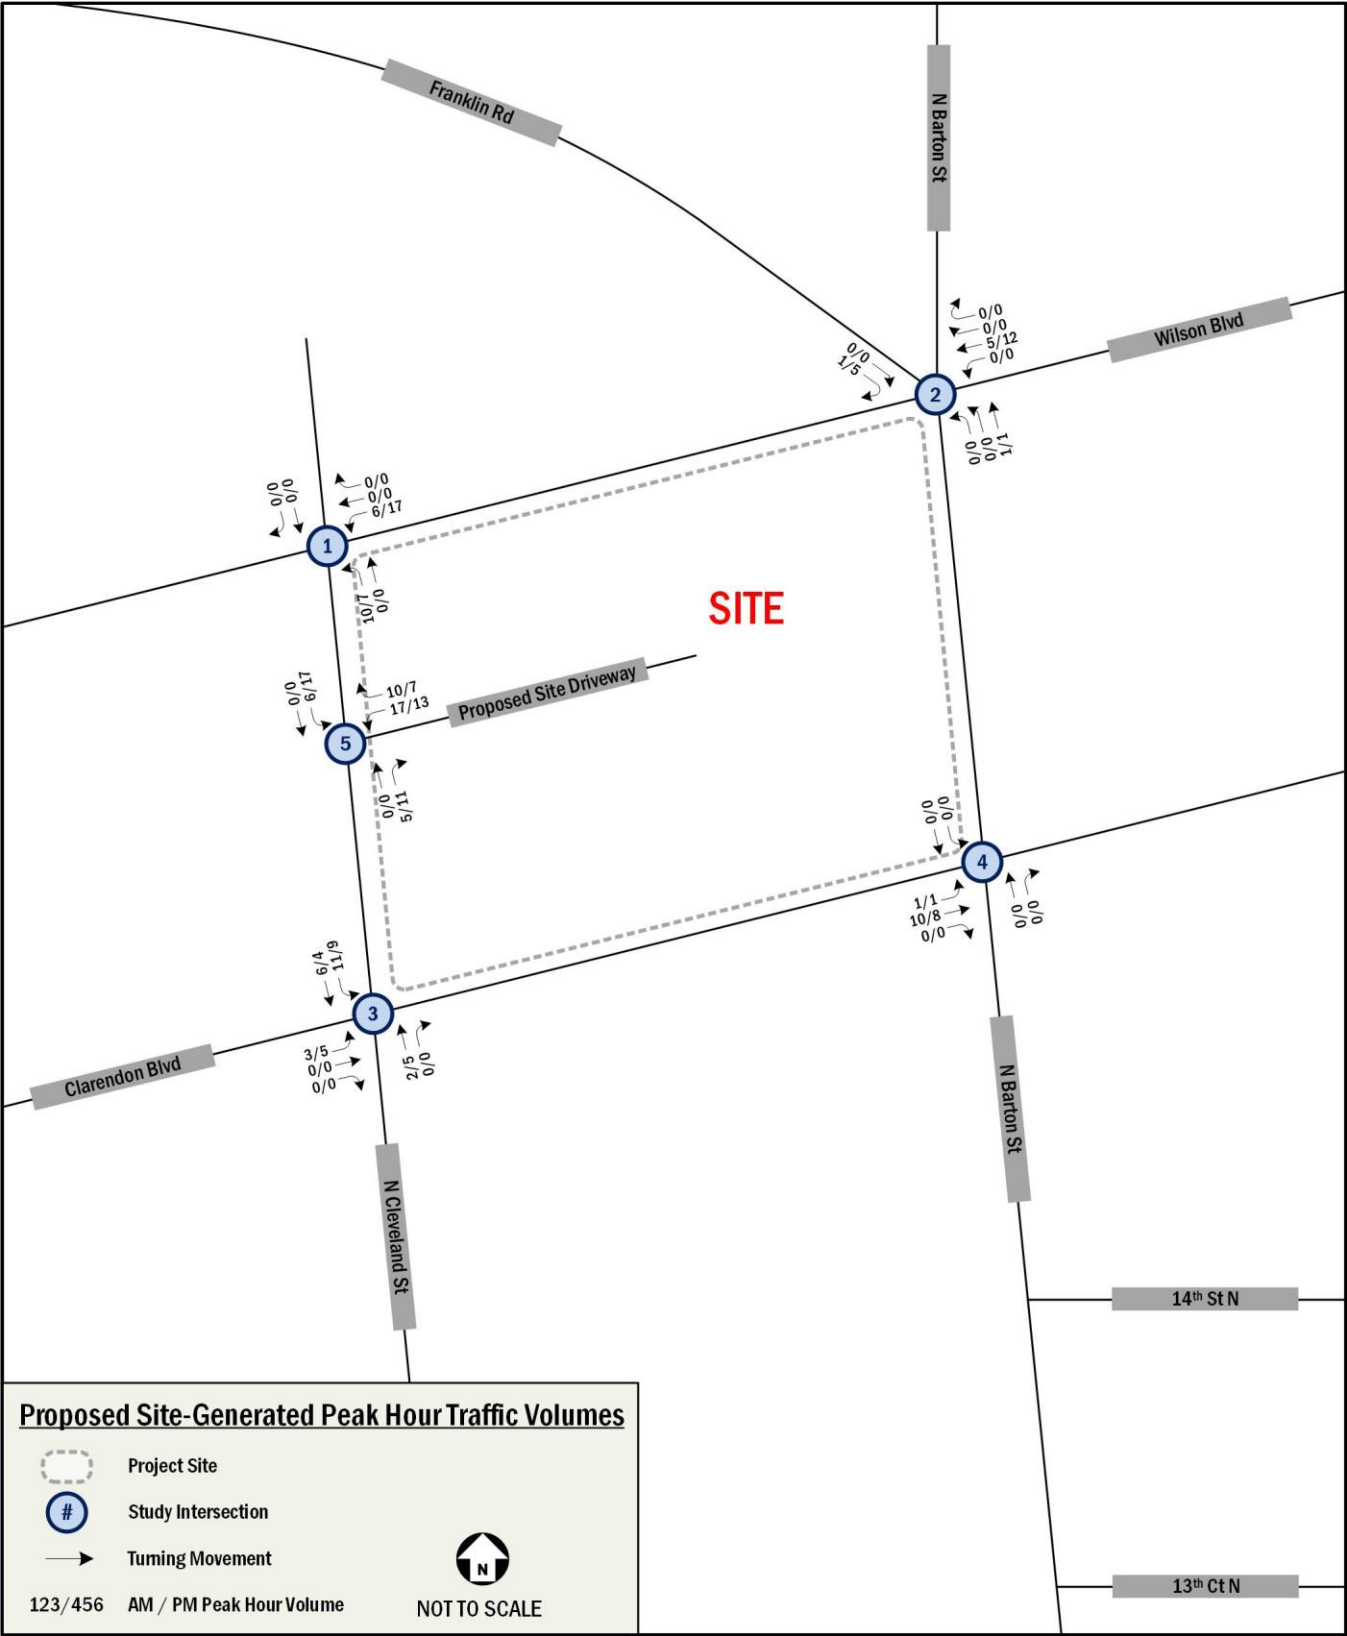 Franklin Rd
N Barton St
Wilson Blvd
0/0
0/0
5/12
0/0
0/0
1/5
2
0/0
0/0
1/1
0/0
0/0
0/0
0/0
6/17
1
10/7
0/0
SITE
Proposed Site Driveway
0/0
6/17
10/7
17/13
5
0/0
5/11
0/0
0/0
4
1/1
10/8
0/0
0/0
0/0
6/4
11/9
3
3/5
0/0
0/0
2/5
0/0
Clarendon Blvd
N Barton St
N Cleveland St
14th St N
13th Ct N
Proposed Site-Generated Peak Hour Traffic Volumes
Project Site
# Study Intersection
Turning Movement
123/456 AM / PM Peak Hour Volume
N
NOT TO SCALE